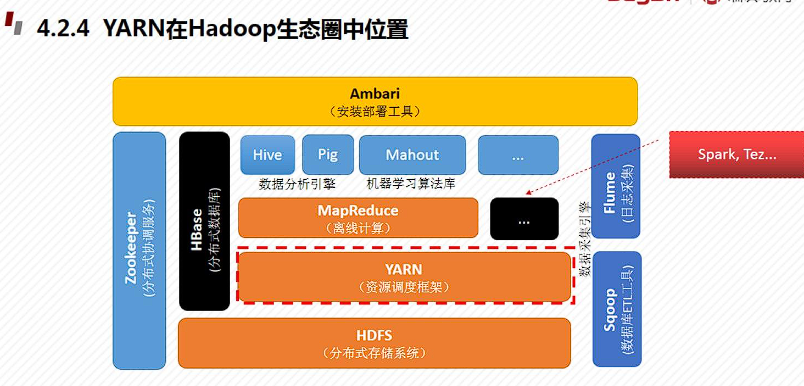 4.2.4 YARN在Hadoop生态圈中位置
Ambari
(安装部署工具)
Zookeeper
(分布式协调服务)
HBase
(分布式数据库)
Hive
Pig
Mahout
...
数据分析引擎
机器学习算法库
MapReduce
(离线计算)
...
YARN
(资源调度框架)
HDFS
(分布式存储系统)
数据采集引擎
Flume
(日志采集)
Sqoop
(数据库ETL工具)
Spark, Tez...